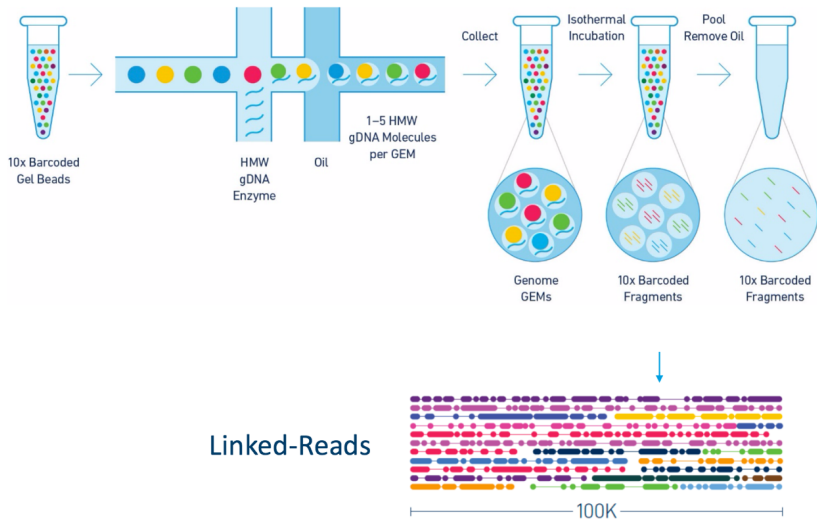 Collect
Isothermal
Incubation
Pool
Remove Oil
10x Barcoded
Gel Beads
HMW
gDNA
Enzyme
Oil
1–5 HMW
gDNA Molecules
per GEM
Genome
GEMs
10x Barcoded
Fragments
10x Barcoded
Fragments
Linked-Reads
100K